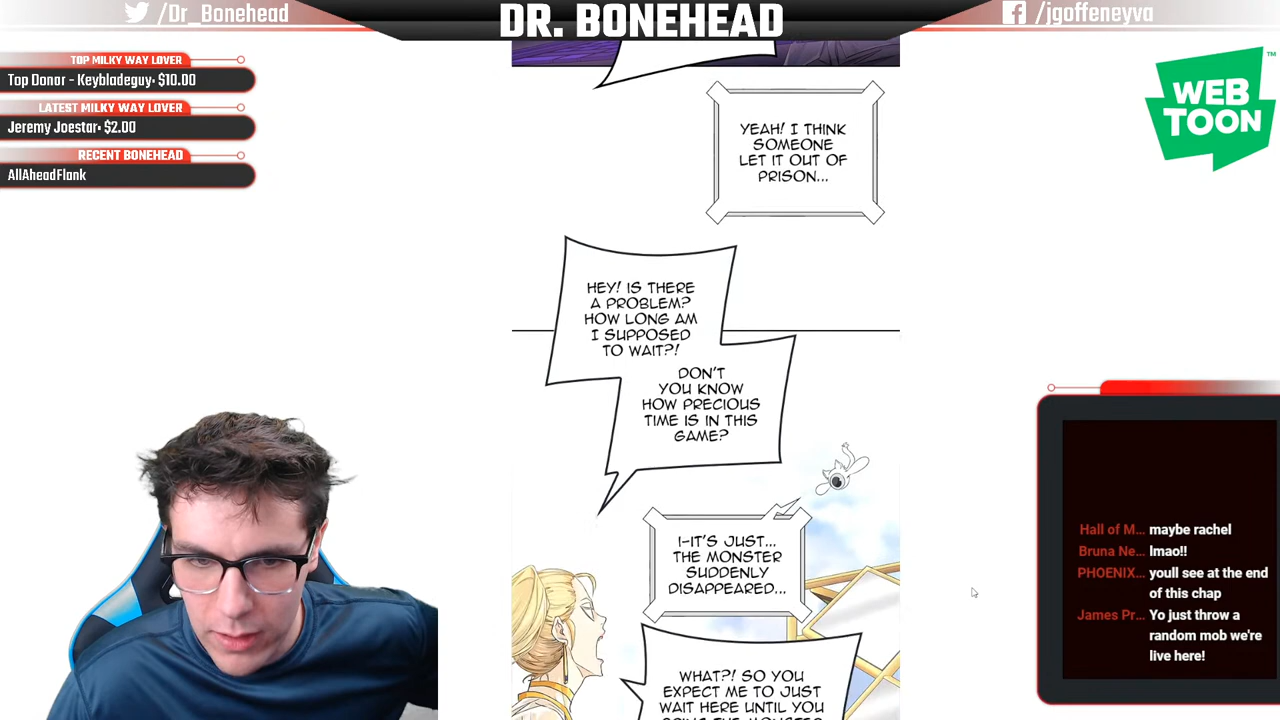 /Dr_Bonehead
DR. BONEHEAD
/jgoffeneyva
TOP MILKY WAY LOVER
Top Donor - Keybladeguy• $10.00
LATEST MILKY WAY LOVER
Jeremy Joestar• $2.00
RECENT BONEHEAD
AllAheadFlank
WEB
TOON
TM
YEAH! I THINK
SOMEONE
LET IT OUT OF
PRISON...
HEY! IS THERE
A PROBLEM?
HOW LONG AM
I SUPPOSED
TO WAIT?!
DON'T
YOU KNOW
HOW PRECIOUS
TIME IS IN THIS
GAME?
I-IT'S JUST...
THE MONSTER
SUDDENLY
DISAPPEARED...
WHAT?! SO YOU
EXPECT ME TO JUST
WAIT HERE UNTIL YOU
Hall of M... maybe rachel
Bruna Ne... lmao!!
PHOENIX... youll see at the end
of this chap
James Pr... Yo just throw a
random mob we're
live here!